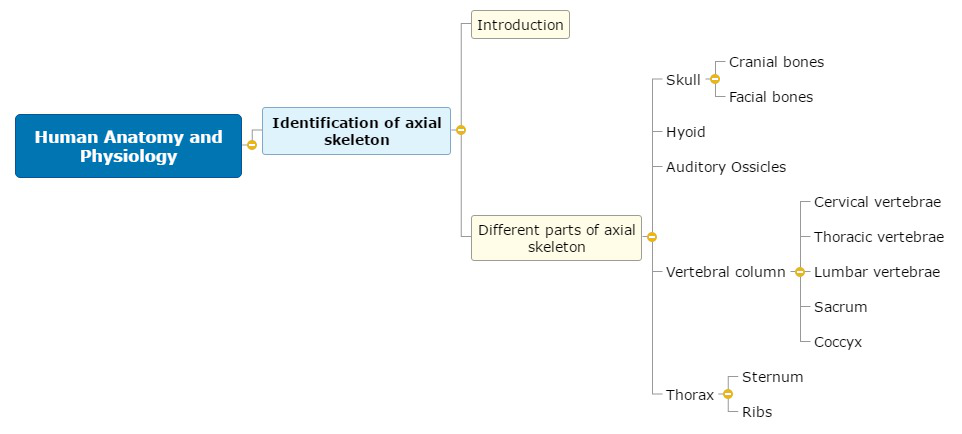 Human Anatomy and
Physiology
Identification of axial
skeleton
Introduction
Different parts of axial
skeleton
Skull
Cranial bones
Facial bones
Hyoid
Auditory Ossicles
Vertebral column
Cervical vertebrae
Thoracic vertebrae
Lumbar vertebrae
Sacrum
Coccyx
Thorax
Sternum
Ribs